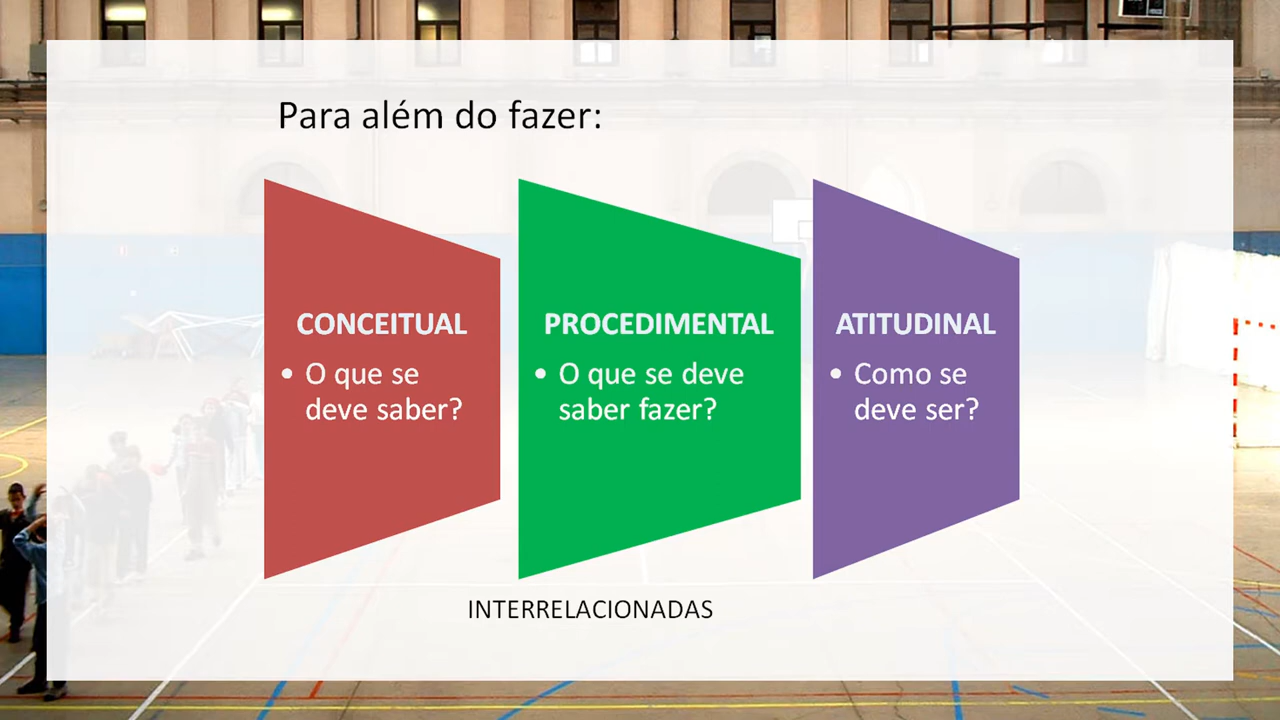 Para além do fazer:
CONCEITUAL
• O que se
deve saber?
PROCEDIMENTAL
• O que se deve
saber fazer?
ATITUDINAL
• Como se
deve ser?
INTERRELACIONADAS